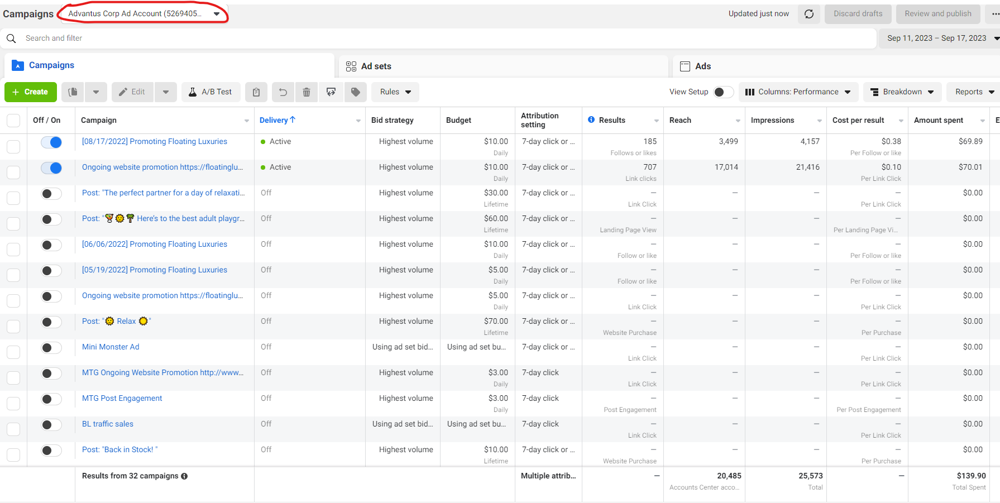 Campaigns Advantus Corp Ad Account (5269405... Updated just now Discard drafts Review and publish ...
Search and filter Sep 11, 2023 – Sep 17, 2023
Campaigns Ad sets Ads
+ Create Edit A/B Test Rules View Setup Columns: Performance Breakdown Reports
Off / On Campaign Delivery↑ Bid strategy Budget Attribution setting Results Reach Impressions Cost per result Amount spent E
[08/17/2022] Promoting Floating Luxuries Active Highest volume $10.00 7-day click or ... 185 3,499 4,157 $0.38 $69.89
Daily Follows or likes Per Follow or like
Ongoing website promotion https://floatinglu... Active Highest volume $10.00 7-day click or ... 707 17,014 21,416 $0.10 $70.01
Daily Link clicks Per Link Click
Post: "The perfect partner for a day of relaxati... Off Highest volume $30.00 7-day click or ... — — — — $0.00
Lifetime Link Click Per Link Click
Post: "🍹🌞🌴 Here's to the best adult playgr... Off Highest volume $60.00 7-day click or ... — — — — $0.00
Lifetime Landing Page View Per Landing Page Vi...
[06/06/2022] Promoting Floating Luxuries Off Highest volume $10.00 7-day click or ... — — — — $0.00
Daily Follow or like Per Follow or like
[05/19/2022] Promoting Floating Luxuries Off Highest volume $5.00 7-day click or ... — — — — $0.00
Daily Follow or like Per Follow or like
Ongoing website promotion https://floatinglu... Off Highest volume $5.00 7-day click or ... — — — — $0.00
Daily Link Click Per Link Click
Post: "🌞 Relax ☀️" Off Highest volume $70.00 7-day click or ... — — — — $0.00
Lifetime Website Purchase Per Purchase
Mini Monster Ad Off Using ad set bid... Using ad set bu... 7-day click or ... — — — — $0.00
Link Click Per Link Click
MTG Ongoing Website Promotion http://www... Off Highest volume $3.00 7-day click — — — — $0.00
Daily Link Click Per Link Click
MTG Post Engagement Off Highest volume $3.00 7-day click — — — — $0.00
Daily Post Engagement Per Post Engagement
BL traffic sales Off Using ad set bid... Using ad set bu... 7-day click — — — — $0.00
Link Click Per Link Click
Post: "Back in Stock! " Off Highest volume $10.00 7-day click or ... — — — — $0.00
Lifetime Website Purchase Per Purchase
Results from 32 campaigns Multiple attrib... — 20,485 25,573 — $139.90
Accounts Center acco... Total Total Spent